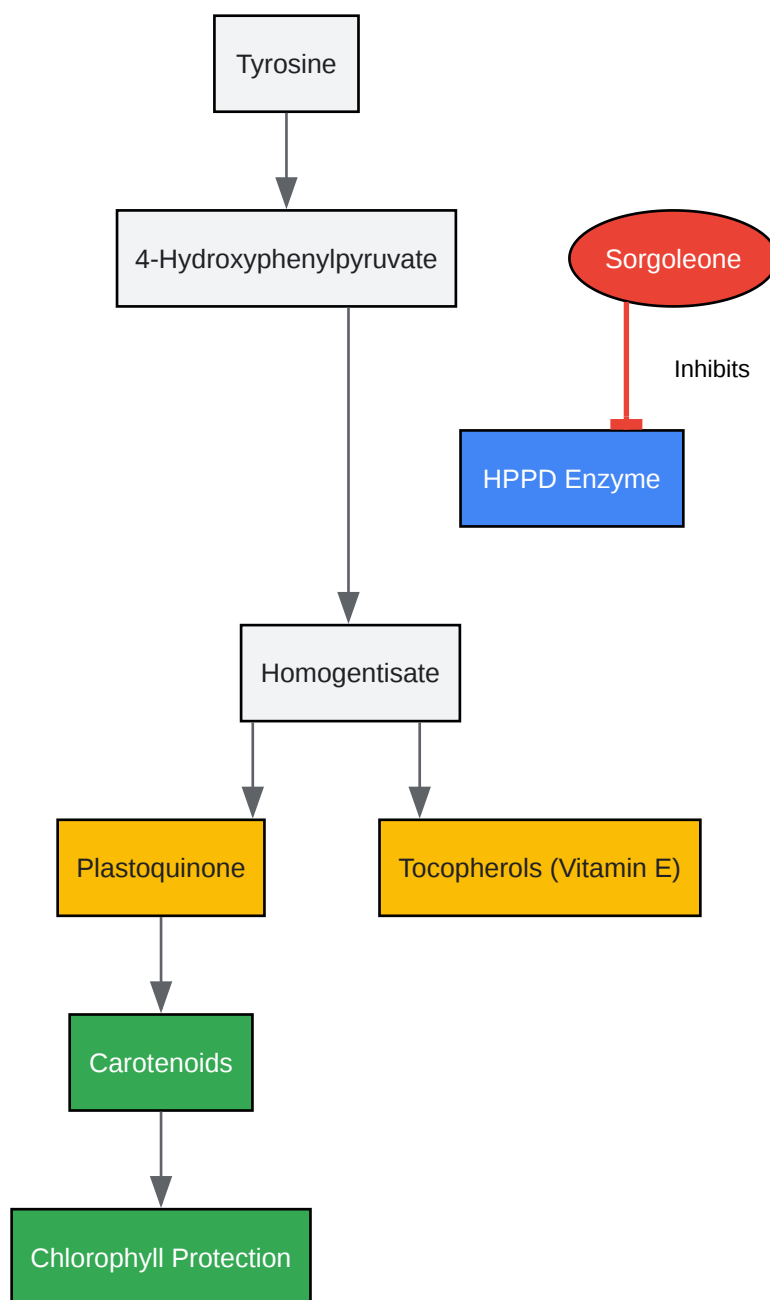 Tyrosine
4-Hydroxyphenylpyruvate
Sorgoleone
Inhibits
HPPD Enzyme
Homogentisate
Plastoquinone
Tocopherols (Vitamin E)
Carotenoids
Chlorophyll Protection